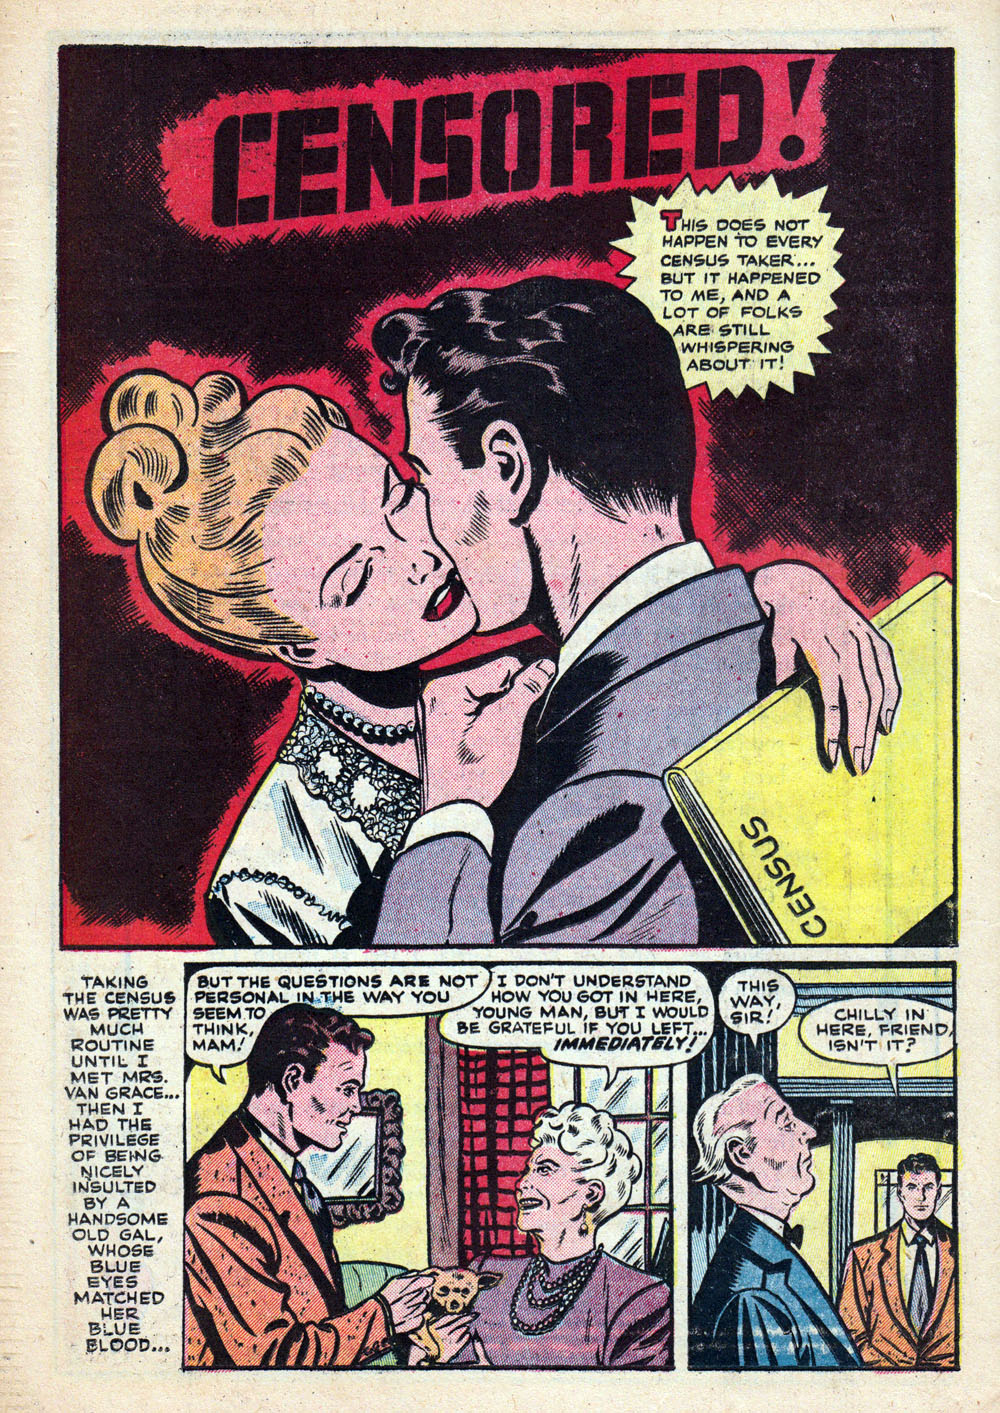 CENSORED!
THIS DOES NOT
HAPPEN TO EVERY
CENSUS TAKER...
BUT IT HAPPENED
TO ME, AND A
LOT OF FOLKS
ARE STILL
WHISPERING
ABOUT IT!
CENSUS
TAKING
THE CENSUS
WAS PRETTY
MUCH
ROUTINE
UNTIL I
MET MRS.
VAN GRACE...
THEN I
HAD THE
PRIVILEGE
OF BEING
NICELY
INSULTED
BY A
HANDSOME
OLD GAL,
WHOSE
BLUE
EYES
MATCHED
HER
BLUE
BLOOD...
BUT THE QUESTIONS ARE NOT
PERSONAL IN THE WAY YOU
SEEM TO
THINK,
MAM!
I DON'T UNDERSTAND
HOW YOU GOT IN HERE,
YOUNG MAN, BUT I WOULD
BE GRATEFUL IF YOU LEFT...
IMMEDIATELY!
THIS
WAY,
SIR!
CHILLY IN
HERE, FRIEND,
ISN'T IT?